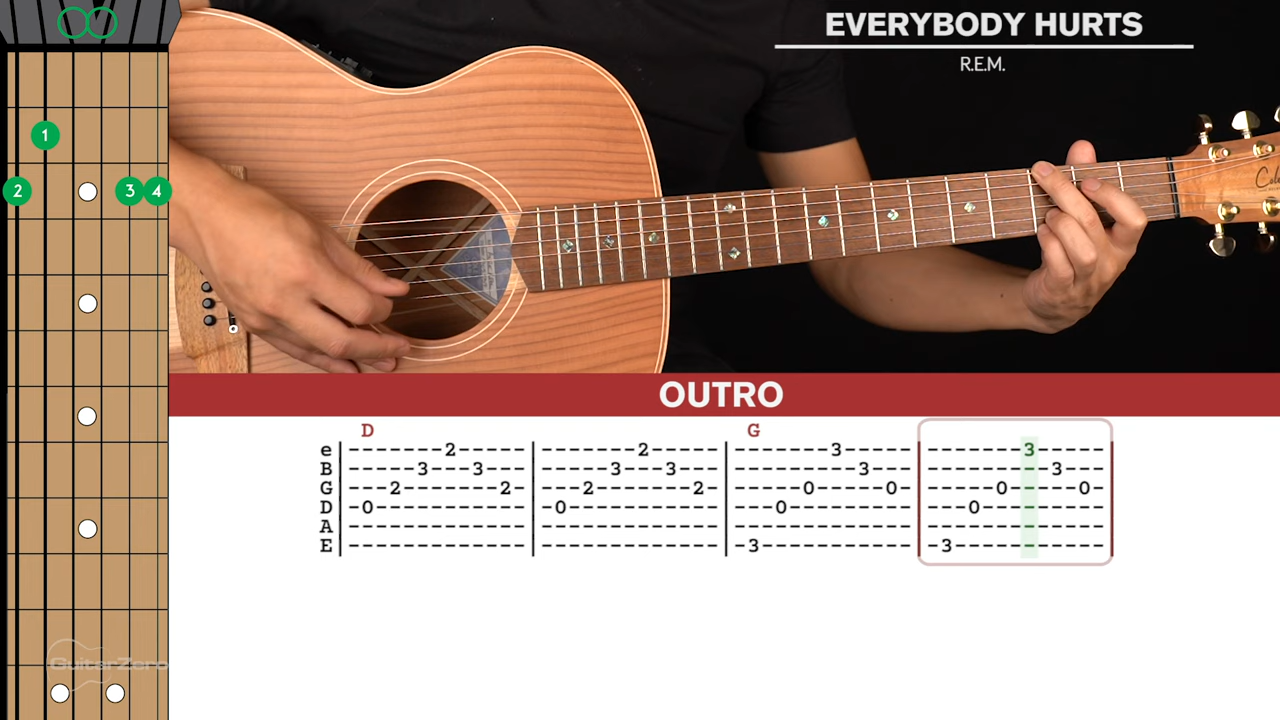 EVERYBODY HURTS
R.E.M.
1
2 3 4
OUTRO
D G
e |-------2-----|-------2-----|-------3-----|-------3-----|
B |-----3---3---|-----3---3---|---------3---|---------3---|
G |---2-------2-|---2-------2-|-----0-----0-|-----0-----0-|
D |-0-----------|-0-----------|---0---------|---0---------|
A |-------------|-------------|-------------|-------------|
E |-------------|-------------|-3-----------|-3-----------|
GuitarZero